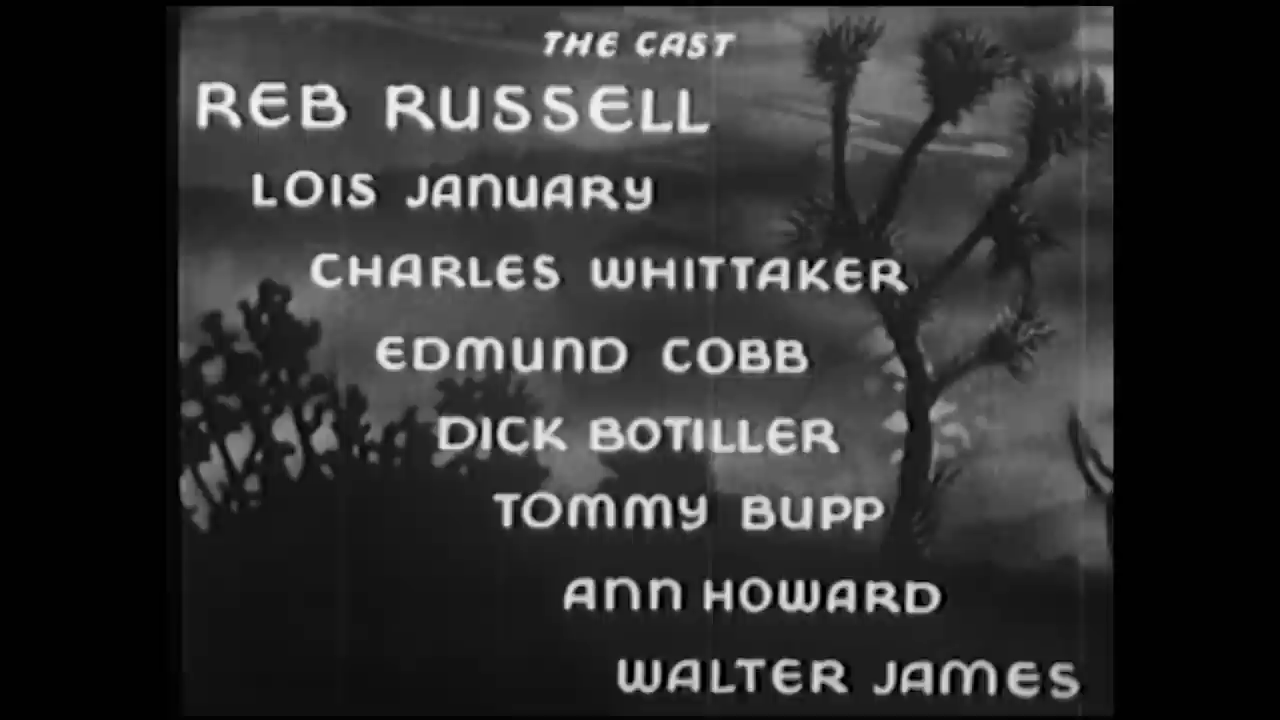 THE CAST
REB RUSSELL
LOIS JANUARY
CHARLES WHITTAKER
EDMUND COBB
DICK BOTILLER
TOMMY BUPP
ANN HOWARD
WALTER JAMES